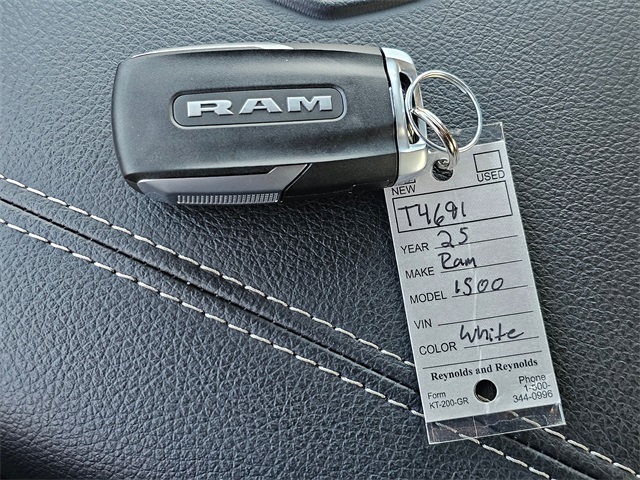 RAM
NEW USED
T4681
YEAR 25
MAKE Ram
MODEL 1500
VIN
COLOR White
Reynolds and Reynolds
Form
KT-200-GR
Phone
1-800-
344-0996